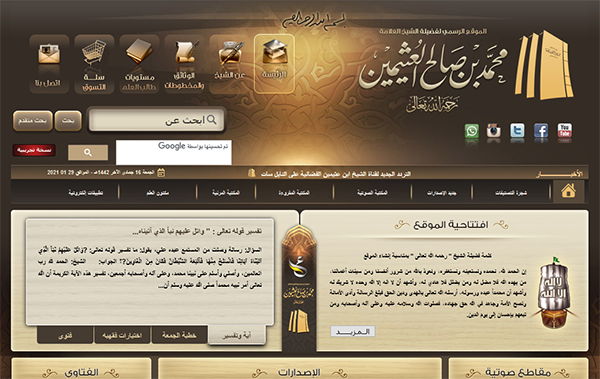 بسم الله الرحمن الرحيم
الموقع الرسمي لفضيلة الشيخ العلامة
محمد بن صالح العثيمين
رحمه الله تعالى
الرئيسة
عن الشيخ
الوثائق
والمخطوطات
مستويات
طالب العلم
سلة
التسوق
اتصل بنا
ابحث عن
بحث
بحث متقدم
تم تحسينها بواسطة Google
نسخة تجريبية
You
Tube
الأخبـــار
التردد الجديد لقناة الشيخ ابن عثيمين الفضائية على النايل سات
الجمعة 16 جمادى الآخر 1442هـ - الموافق 29 01 2021
شجرة التصنيفات
جديد الإصدارات
المكتبة الصوتية
المكتبة المقروءة
المكتبة المرئية
مكنون العلم
تطبيقات إلكترونية
افتتاحية الموقع
كلمة فضيلة الشيخ " رحمه الله تعالى " بمناسبة إنشاء الموقع
إن الحمد لله، نحمده ونستعينه ونستغفره، ونعوذ بالله من شرور أنفسنا ومن سيئات أعمالنا،
من يهده الله فلا مضل له ومن يضلل فلا هادي له، وأشهد أن لا إله إلا الله وحده لا شريك له
وأشهد أن محمداً عبده ورسوله، أرسله الله تعالى بالهدى ودين الحق فبلغ الرسالة وأدى الأمانة
ونصح الأمة وجاهد في الله حق جهاده، فصلوات الله وسلامه عليه وعلى آله وأصحابه ومن
تبعهم بإحسان إلى يوم الدين.
المـزيــد
تفسير قوله تعالى : " واتل عليهم نبأ الذي آتيناه...
السؤال: رسالة وصلت من المستمع عبده علي، يقول: ما تفسير قوله تعالى: ﴿وَاتْلُ عَلَيْهِمْ نَبَأَ الَّذِي
آتَيْنَاهُ آيَاتِنَا فَانْسَلَخَ مِنْهَا فَأَتْبَعَهُ الشَّيْطَانُ فَكَانَ مِنَ الْغَاوِينَ﴾؟ الجواب: الشيخ: الحمد لله رب
العالمين، وأصلي وأسلم على نبينا محمد، وعلى آله وأصحابه أجمعين، تفسير هذه الآية الكريمة أن الله
تعالى أمر نبيه محمداً صلى الله عليه وسلم أن...
آية وتفسير
خطبة الجمعة
اختيارات فقهية
فتوى
مقاطع صوتية
الإصدارات
الفتاوى